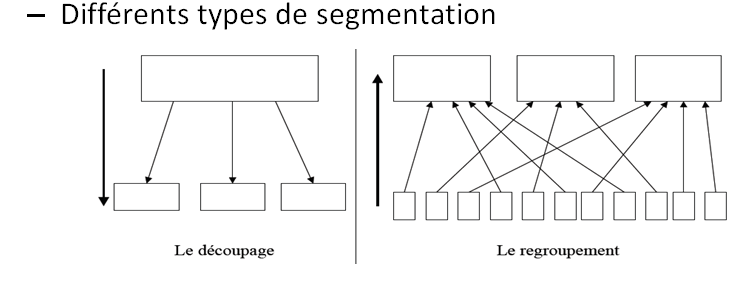 – Différents types de segmentation
Le découpage
Le regroupement